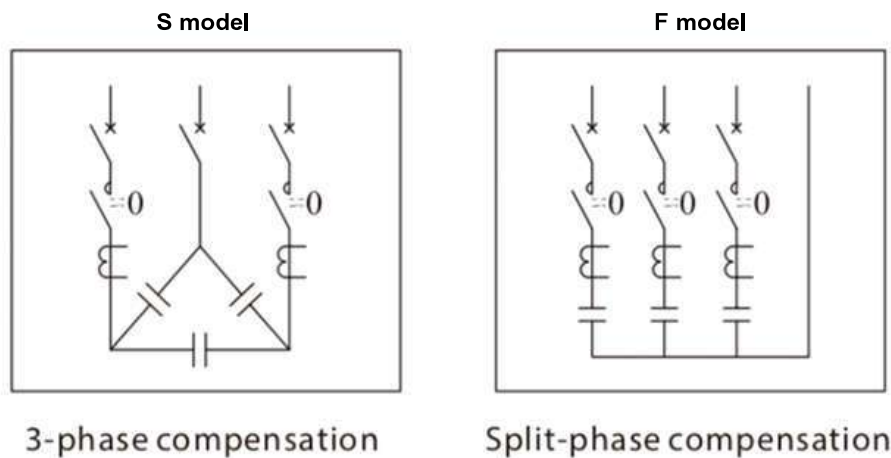 S model
F model
=0
=0
=0
=0
=0
3-phase compensation
Split-phase compensation